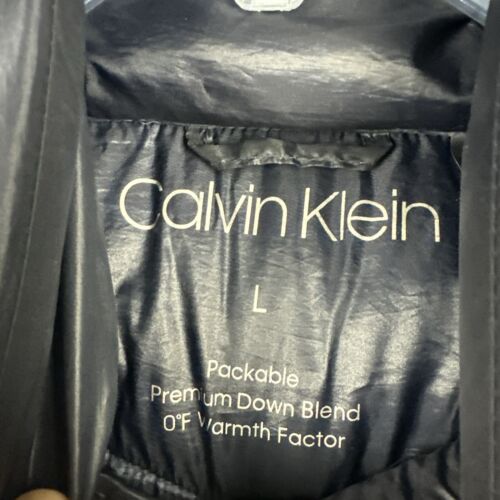 Calvin Klein
L
Packable
Premium Down Blend
0°F Warmth Factor